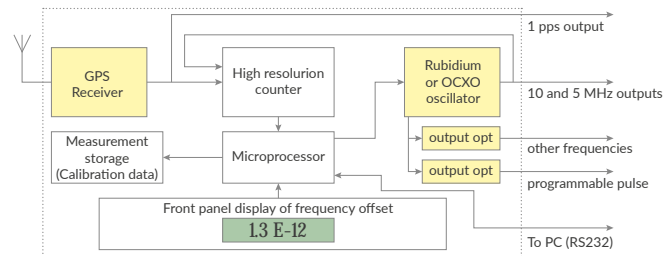 1 pps output
GPS
Receiver
High resolurion
counter
Rubidium
or OCXO
oscillator
10 and 5 MHz outputs
Measurement
storage
(Calibration data)
Microprocessor
output opt
other frequencies
output opt
programmable pulse
Front panel display of frequency offset
1.3 E-12
To PC (RS232)